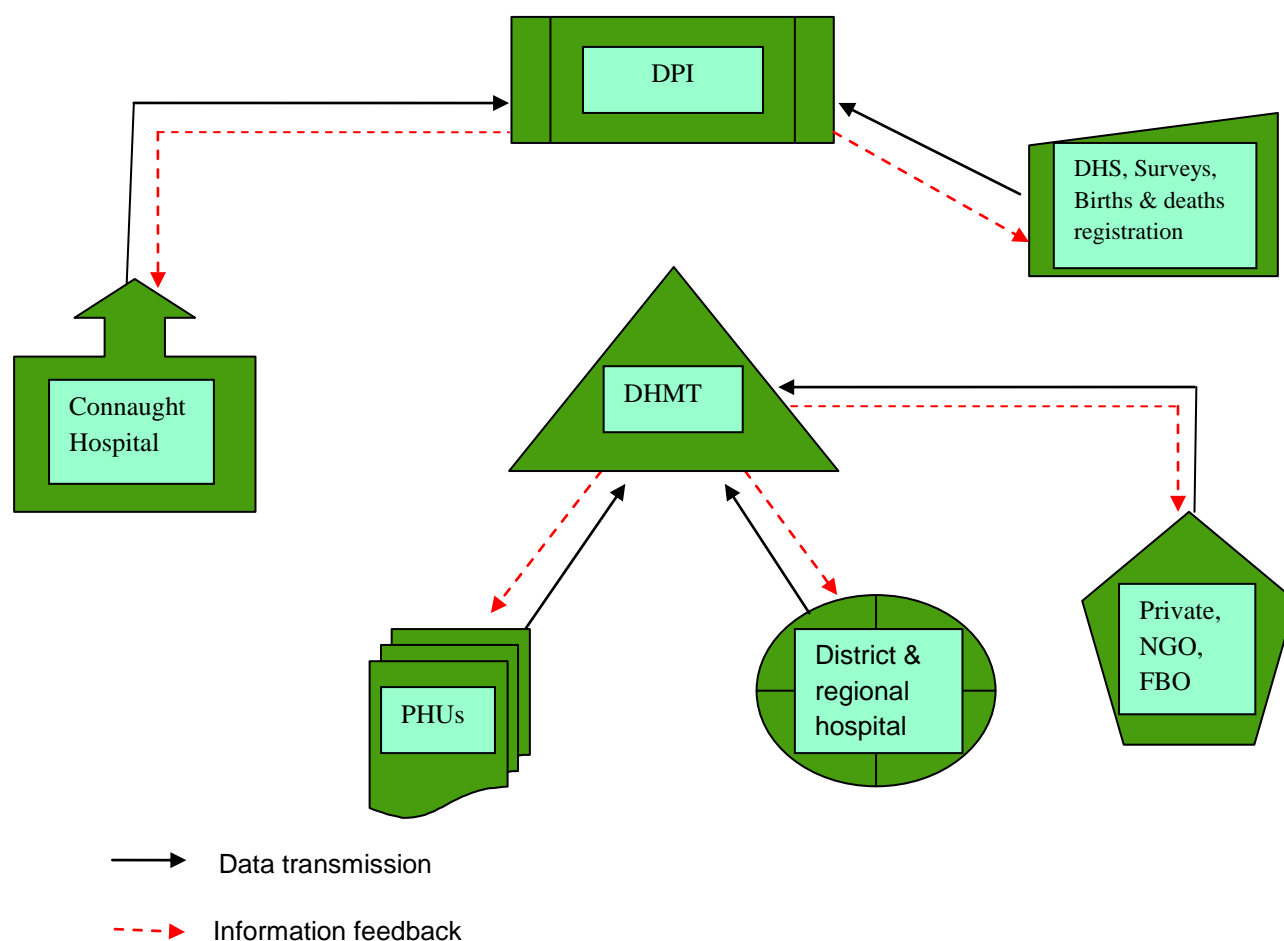 DPI
DHS, Surveys,
Births & deaths
registration
Connaught
Hospital
DHMT
Private,
NGO,
FBO
District &
regional
hospital
PHUs
Data transmission
Information feedback